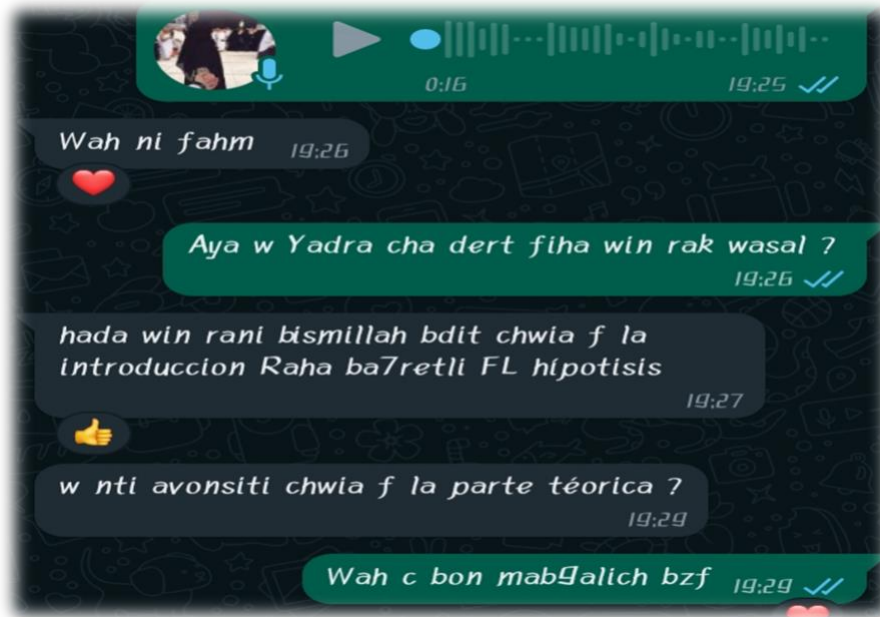 0:16 19:25
Wah ni fahm 19:26
Aya w Yadra cha dert fiha win rak wasal ?
19:26
hada win rani bismillah bdit chwia f la
introduccion Raha ba7retli FL hípotisis
19:27
w nti avonsiti chwia f la parte téorica ?
19:29
Wah c bon mab9alich bzf 19:29